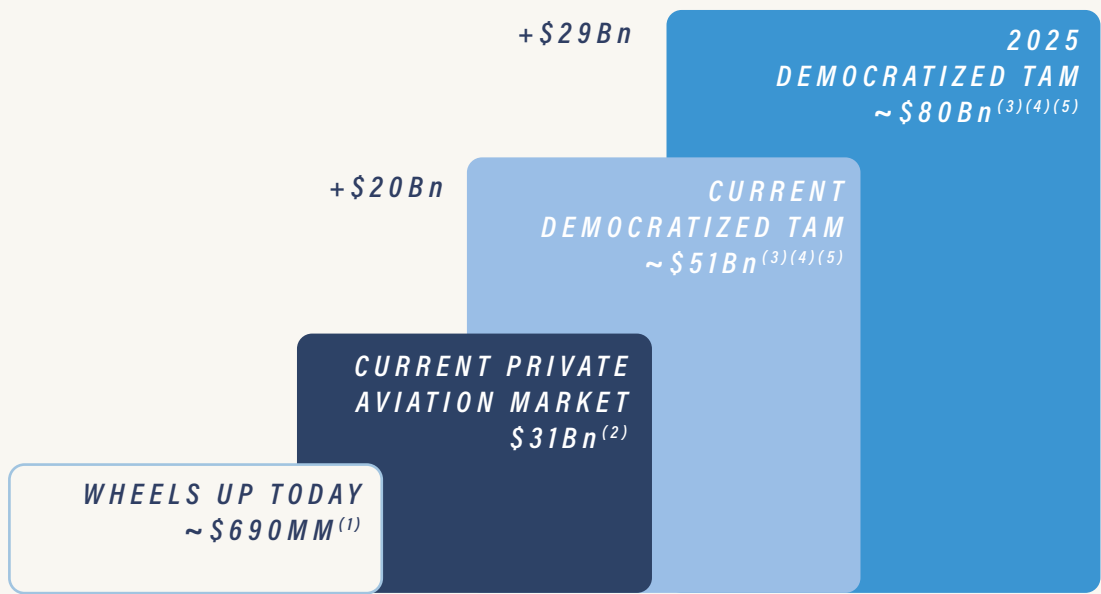 +$29Bn
2025
DEMOCRATIZED TAM
~$80Bn(3)(4)(5)
+$20Bn
CURRENT
DEMOCRATIZED TAM
~$51Bn(3)(4)(5)
CURRENT PRIVATE
AVIATION MARKET
$31Bn(2)
WHEELS UP TODAY
~$690MM(1)